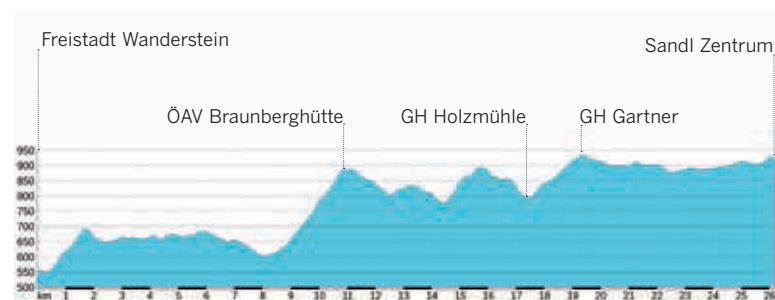 Freistadt Wanderstein
Sandl Zentrum
ÖAV Braunberghütte
GH Holzmühle
GH Gartner
950
900
850
800
750
700
650
600
550
500
km 1 2 3 4 5 6 7 8 9 10 11 12 13 14 15 16 17 18 19 20 21 22 23 24 25 26